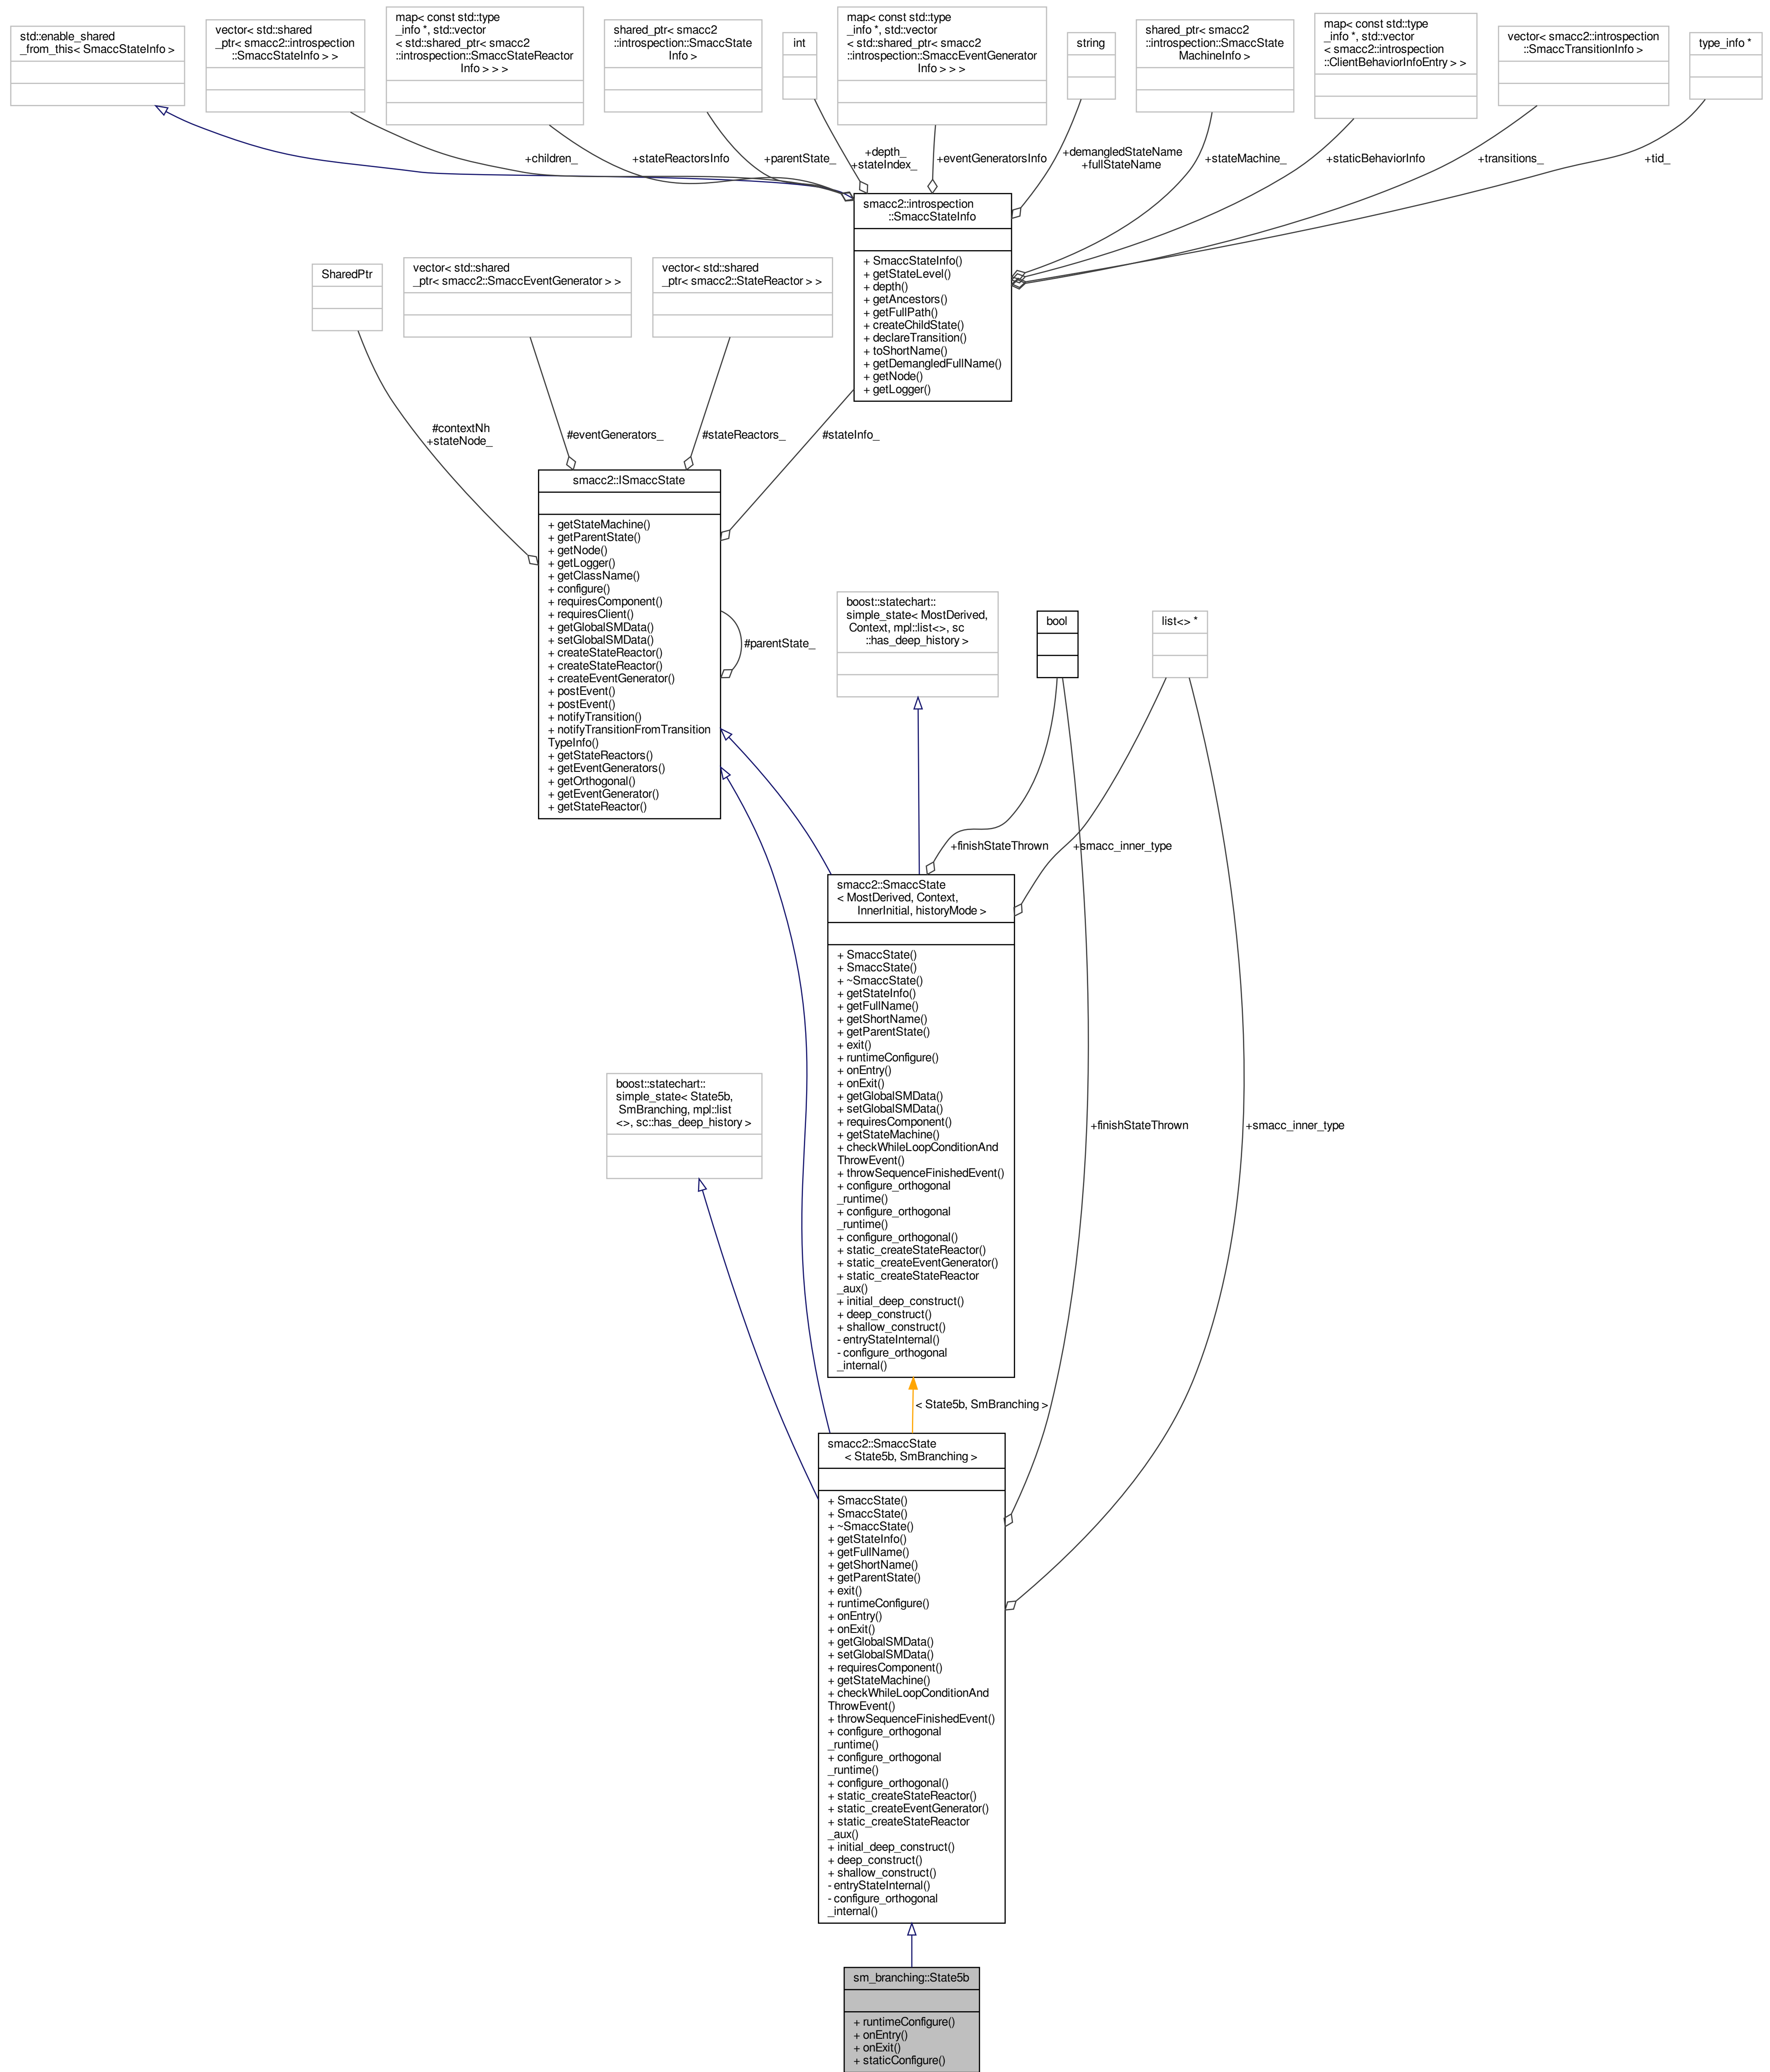 std::enable_shared
_from_this< SmaccStateInfo >
vector< std::shared
_ptr< smacc2::introspection
::SmaccStateInfo > >
map< const std::type
_info *, std::vector
< std::shared_ptr< smacc2
::introspection::SmaccStateReactor
Info > > >
shared_ptr< smacc2
::introspection::SmaccState
Info >
int
map< const std::type
_info *, std::vector
< std::shared_ptr< smacc2
::introspection::SmaccEventGenerator
Info > > >
string
shared_ptr< smacc2
::introspection::SmaccState
MachineInfo >
map< const std::type
_info *, std::vector
< smacc2::introspection
::ClientBehaviorInfoEntry > >
vector< smacc2::introspection
::SmaccTransitionInfo >
type_info *
+children_
+stateReactorsInfo
+parentState_
+depth_
+stateIndex_
+eventGeneratorsInfo
+demangledStateName
+fullStateName
+stateMachine_
+staticBehaviorInfo
+transitions_
+tid_
smacc2::introspection
::SmaccStateInfo
+ SmaccStateInfo()
+ getStateLevel()
+ depth()
+ getAncestors()
+ getFullPath()
+ createChildState()
+ declareTransition()
+ toShortName()
+ getDemangledFullName()
+ getNode()
+ getLogger()
SharedPtr
vector< std::shared
_ptr< smacc2::SmaccEventGenerator > >
vector< std::shared
_ptr< smacc2::StateReactor > >
#contextNh
+stateNode_
#eventGenerators_
#stateReactors_
#stateInfo_
smacc2::ISmaccState
+ getStateMachine()
+ getParentState()
+ getNode()
+ getLogger()
+ getClassName()
+ configure()
+ requiresComponent()
+ requiresClient()
+ getGlobalSMData()
+ setGlobalSMData()
+ createStateReactor()
+ createStateReactor()
+ createEventGenerator()
+ postEvent()
+ postEvent()
+ notifyTransition()
+ notifyTransitionFromTransition
TypeInfo()
+ getStateReactors()
+ getEventGenerators()
+ getOrthogonal()
+ getEventGenerator()
+ getStateReactor()
#parentState_
boost::statechart::
simple_state< MostDerived,
Context, mpl::list<>, sc
::has_deep_history >
bool
list<> *
+finishStateThrown
+smacc_inner_type
smacc2::SmaccState
< MostDerived, Context,
InnerInitial, historyMode >
+ SmaccState()
+ SmaccState()
+ ~SmaccState()
+ getStateInfo()
+ getFullName()
+ getShortName()
+ getParentState()
+ exit()
+ runtimeConfigure()
+ onEntry()
+ onExit()
+ getGlobalSMData()
+ setGlobalSMData()
+ requiresComponent()
+ getStateMachine()
+ checkWhileLoopConditionAnd
ThrowEvent()
+ throwSequenceFinishedEvent()
+ configure_orthogonal
_runtime()
+ configure_orthogonal
_runtime()
+ configure_orthogonal()
+ static_createStateReactor()
+ static_createEventGenerator()
+ static_createStateReactor
_aux()
+ initial_deep_construct()
+ deep_construct()
+ shallow_construct()
- entryStateInternal()
- configure_orthogonal
_internal()
boost::statechart::
simple_state< State5b,
SmBranching, mpl::list
<>, sc::has_deep_history >
+finishStateThrown
+smacc_inner_type
< State5b, SmBranching >
smacc2::SmaccState
< State5b, SmBranching >
+ SmaccState()
+ SmaccState()
+ ~SmaccState()
+ getStateInfo()
+ getFullName()
+ getShortName()
+ getParentState()
+ exit()
+ runtimeConfigure()
+ onEntry()
+ onExit()
+ getGlobalSMData()
+ setGlobalSMData()
+ requiresComponent()
+ getStateMachine()
+ checkWhileLoopConditionAnd
ThrowEvent()
+ throwSequenceFinishedEvent()
+ configure_orthogonal
_runtime()
+ configure_orthogonal
_runtime()
+ configure_orthogonal()
+ static_createStateReactor()
+ static_createEventGenerator()
+ static_createStateReactor
_aux()
+ initial_deep_construct()
+ deep_construct()
+ shallow_construct()
- entryStateInternal()
- configure_orthogonal
_internal()
sm_branching::State5b
+ runtimeConfigure()
+ onEntry()
+ onExit()
+ staticConfigure()